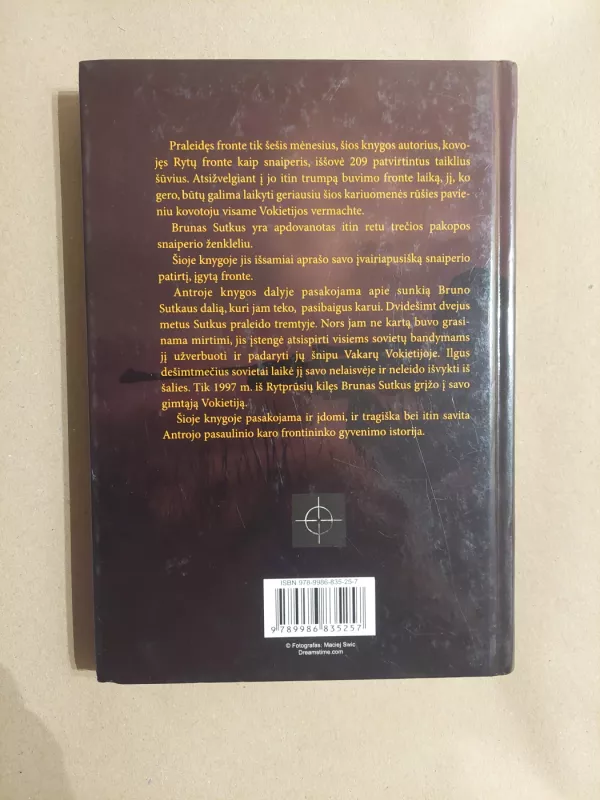 Praleidęs fronte tik šešis mėnesius, šios knygos autorius, kovo-
jęs Rytų fronte kaip snaiperis, iššovė 209 patvirtintus taiklius
šūvius. Atsižvelgiant į jo itin trumpą buvimo fronte laiką, jį, ko
gero, būtų galima laikyti geriausiu šios kariuomenės rūšies pavie-
niu kovotoju visame Vokietijos vermachte.
Brunas Sutkus yra apdovanotas itin retu trečios pakopos
snaiperio ženkleliu.
Šioje knygoje jis išsamiai aprašo savo įvairiapusišką snaiperio
patirtį, įgytą fronte.
Antroje knygos dalyje pasakojama apie sunkią Bruno
Sutkaus dalią, kuri jam teko, pasibaigus karui. Dvidešimt dvejus
metus Sutkus praleido tremtyje. Nors jam ne kartą buvo grasi-
nama mirtimi, jis įstengė atsispirti visiems sovietų bandymams
jį užverbuoti ir padaryti jų šnipu Vakarų Vokietijoje. Ilgus
dešimtmečius sovietai laikė jį savo nelaisvėje ir neleido išvykti iš
šalies. Tik 1997 m. iš Rytprūsių kilęs Brunas Sutkus grįžo į savo
gimtąją Vokietiją.
Šioje knygoje pasakojama ir įdomi, ir tragiška bei itin savita
Antrojo pasaulinio karo frontininko gyvenimo istorija.
ISBN 978-9986-835-25-7
9 789986 835257
© Fotografas. Maciej Swic
Dreamstime.com